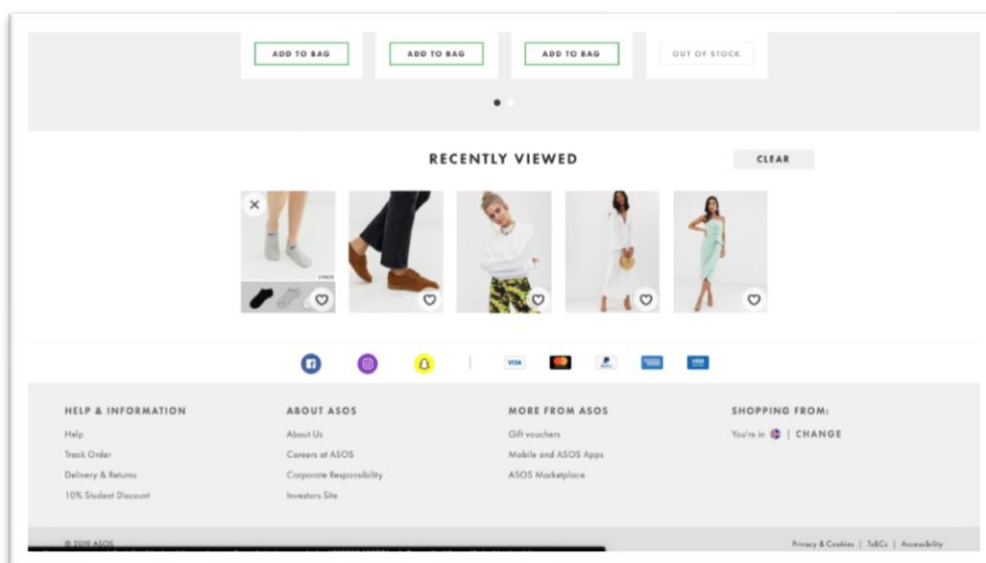 ADD TO BAG ADD TO BAG ADD TO BAG OUT OF STOCK
RECENTLY VIEWED CLEAR
2 PACK
VISA
HELP & INFORMATION
Help
Track Order
Delivery & Returns
10% Student Discount
ABOUT ASOS
About Us
Careers at ASOS
Corporate Responsibility
Investors Site
MORE FROM ASOS
Gift vouchers
Mobile and ASOS Apps
ASOS Marketplace
SHOPPING FROM:
You're in | CHANGE
© 2019 ASOS
Privacy & Cookies | Ts&Cs | Accessibility